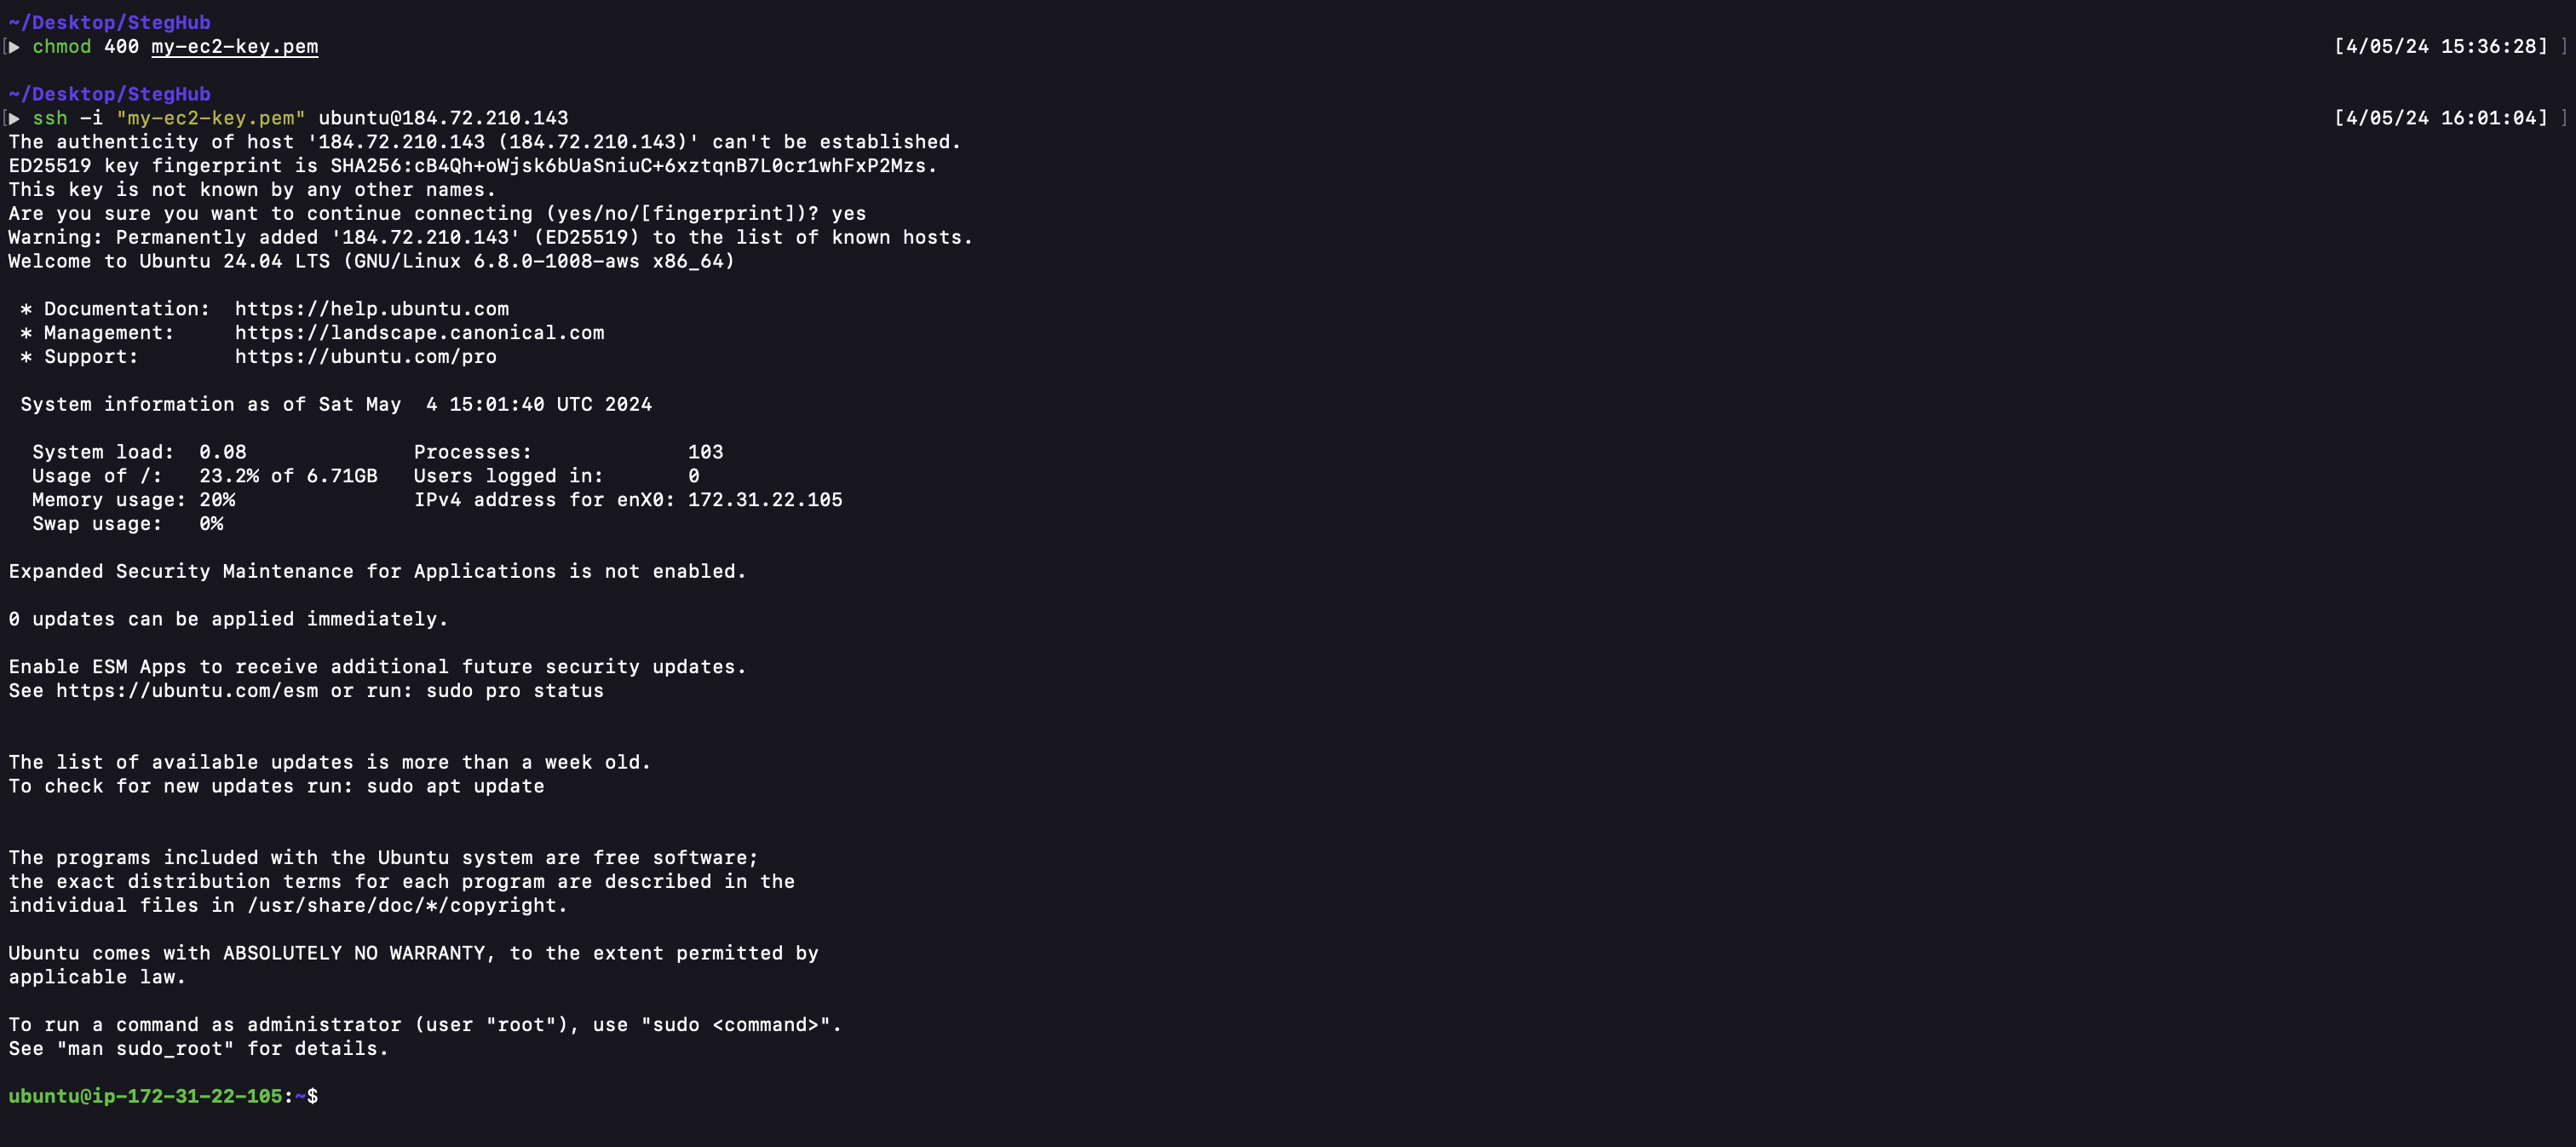 ~/Desktop/StegHub
[▶ chmod 400 my-ec2-key.pem [4/05/24 15:36:28] ]
~/Desktop/StegHub
[▶ ssh -i "my-ec2-key.pem" ubuntu@184.72.210.143 [4/05/24 16:01:04] ]
The authenticity of host '184.72.210.143 (184.72.210.143)' can't be established.
ED25519 key fingerprint is SHA256:cB4Qh+oWjsk6bUaSniuC+6xztqnB7L0cr1whFxP2Mzs.
This key is not known by any other names.
Are you sure you want to continue connecting (yes/no/[fingerprint])? yes
Warning: Permanently added '184.72.210.143' (ED25519) to the list of known hosts.
Welcome to Ubuntu 24.04 LTS (GNU/Linux 6.8.0-1008-aws x86_64)
* Documentation: https://help.ubuntu.com
* Management: https://landscape.canonical.com
* Support: https://ubuntu.com/pro
System information as of Sat May 4 15:01:40 UTC 2024
System load: 0.08 Processes: 103
Usage of /: 23.2% of 6.71GB Users logged in: 0
Memory usage: 20% IPv4 address for enX0: 172.31.22.105
Swap usage: 0%
Expanded Security Maintenance for Applications is not enabled.
0 updates can be applied immediately.
Enable ESM Apps to receive additional future security updates.
See https://ubuntu.com/esm or run: sudo pro status
The list of available updates is more than a week old.
To check for new updates run: sudo apt update
The programs included with the Ubuntu system are free software;
the exact distribution terms for each program are described in the
individual files in /usr/share/doc/*/copyright.
Ubuntu comes with ABSOLUTELY NO WARRANTY, to the extent permitted by
applicable law.
To run a command as administrator (user "root"), use "sudo <command>".
See "man sudo_root" for details.
ubuntu@ip-172-31-22-105:~$